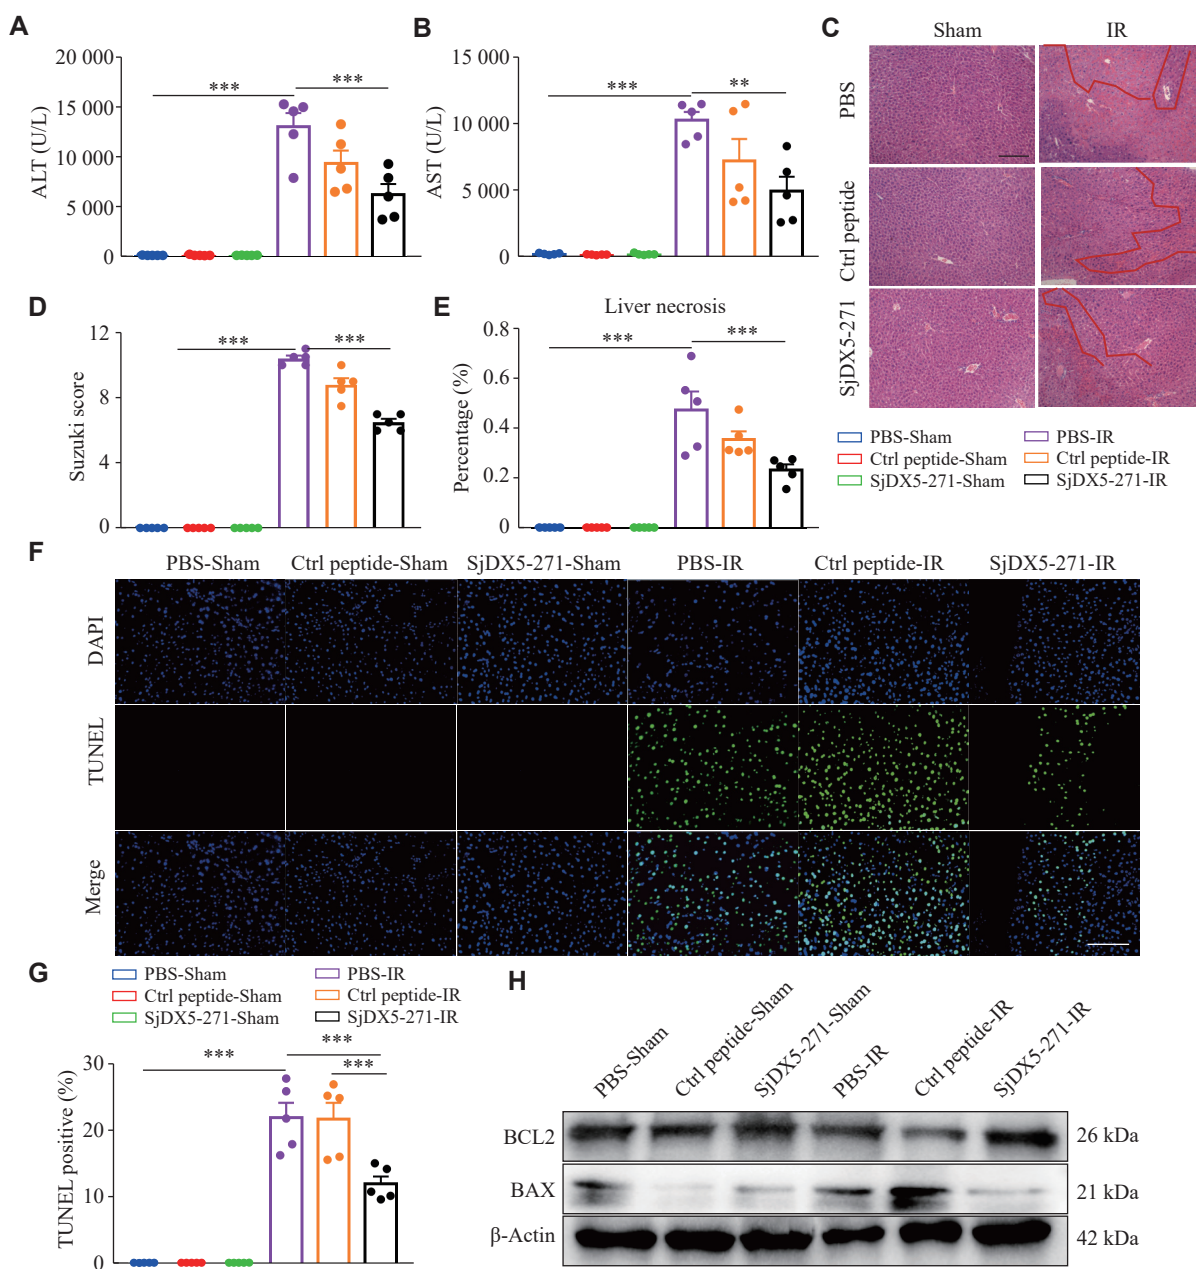 A
ALT (U/L)
20 000
15 000
10 000
5 000
0
***
***
B
AST (U/L)
15 000
10 000
5 000
0
***
**
C
Sham
IR
PBS
Ctrl peptide
SjDX5-271
D
Suzuki score
12
8
4
0
***
***
E
Liver necrosis
Percentage (%)
0.8
0.6
0.4
0.2
0
***
***
PBS-Sham
PBS-IR
Ctrl peptide-Sham
Ctrl peptide-IR
SjDX5-271-Sham
SjDX5-271-IR
F
PBS-Sham
Ctrl peptide-Sham
SjDX5-271-Sham
PBS-IR
Ctrl peptide-IR
SjDX5-271-IR
DAPI
TUNEL
Merge
G
PBS-Sham
PBS-IR
Ctrl peptide-Sham
Ctrl peptide-IR
SjDX5-271-Sham
SjDX5-271-IR
TUNEL positive (%)
30
20
10
0
***
***
***
H
PBS-Sham
Ctrl peptide-Sham
SjDX5-271-Sham
PBS-IR
Ctrl peptide-IR
SjDX5-271-IR
BCL2
26 kDa
BAX
21 kDa
β-Actin
42 kDa